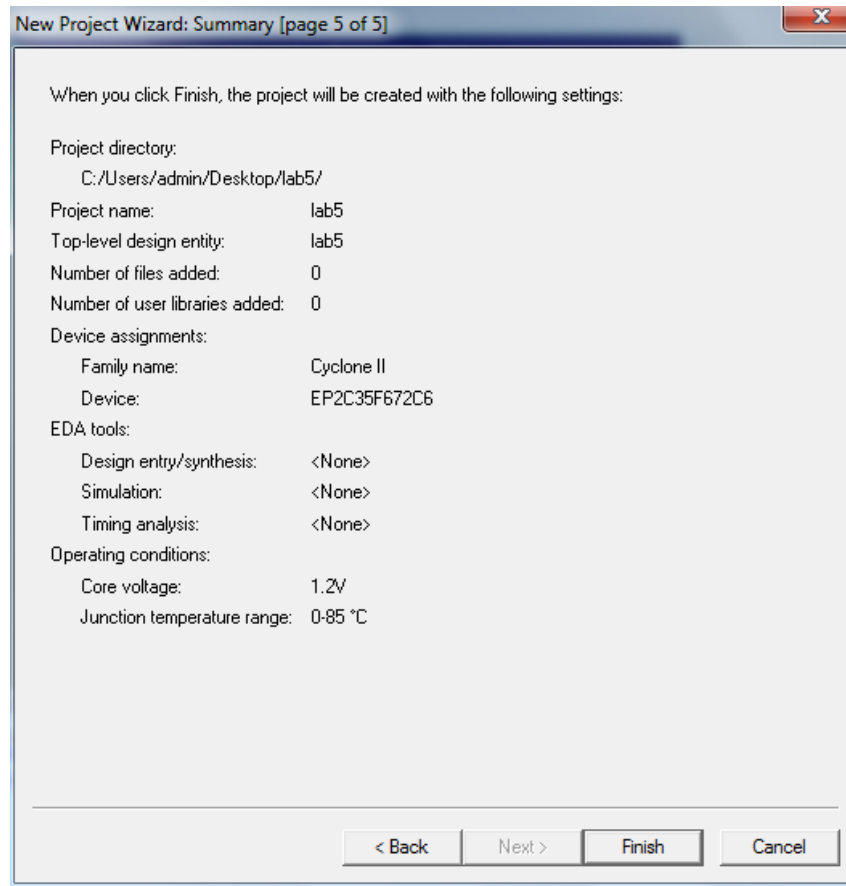 New Project Wizard: Summary [page 5 of 5]
When you click Finish, the project will be created with the following settings:
Project directory:
C:/Users/admin/Desktop/lab5/
Project name: lab5
Top-level design entity: lab5
Number of files added: 0
Number of user libraries added: 0
Device assignments:
Family name: Cyclone II
Device: EP2C35F672C6
EDA tools:
Design entry/synthesis: <None>
Simulation: <None>
Timing analysis: <None>
Operating conditions:
Core voltage: 1.2V
Junction temperature range: 0-85 °C
< Back Next > Finish Cancel